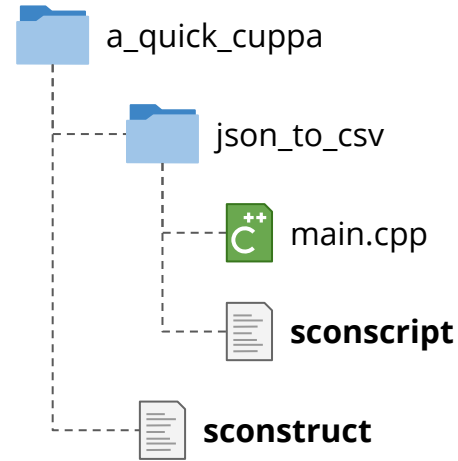 a_quick_cuppa
json_to_csv
C++
main.cpp
sconscript
sconstruct